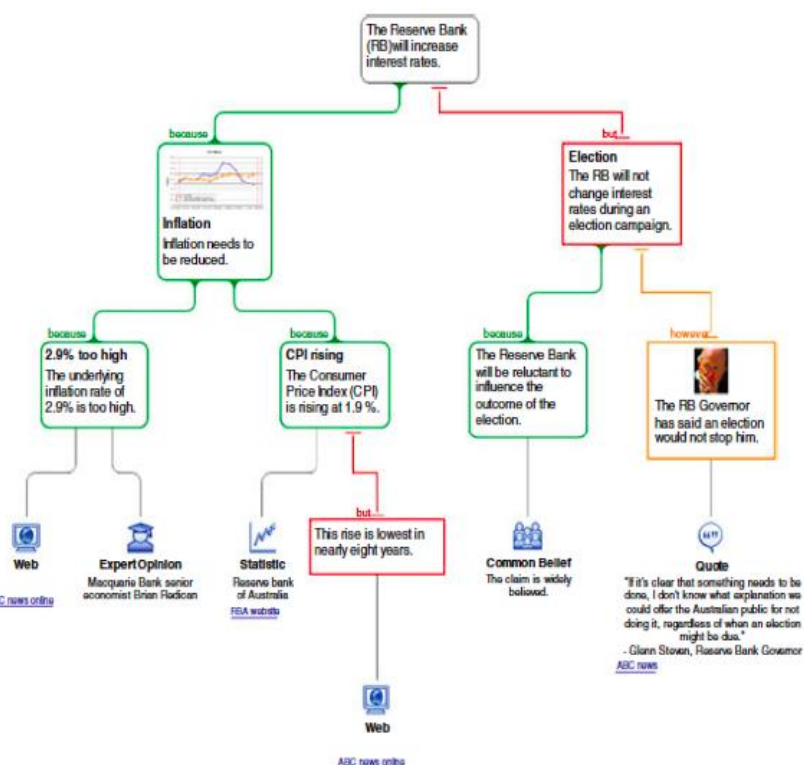 The Reserve Bank
(RB)will increase
interest rates.
because
but
Inflation
Inflation needs to
be reduced.
Election
The RB will not
change interest
rates during an
election campaign.
because
because
because
however
2.9% too high
The underlying
inflation rate of
2.9% is too high.
CPI rising
The Consumer
Price Index (CPI)
is rising at 1.9 %.
The Reserve Bank
will be reluctant to
influence the
outcome of the
election.
The RB Governor
has said an election
would not stop him.
but
This rise is lowest in
nearly eight years.
Web
C news online
Expert Opinion
Macquarie Bank senior
economist Brian Redican
Statistic
Reserve bank
of Australia
RBA website
Common Belief
The claim is widely
believed.
Quote
"If it's clear that something needs to be
done, I don't know what explanation we
could offer the Australian public for not
doing it, regardless of when an election
might be due."
- Glenn Steven, Reserve Bank Governor
ABC news
Web
ABC news online